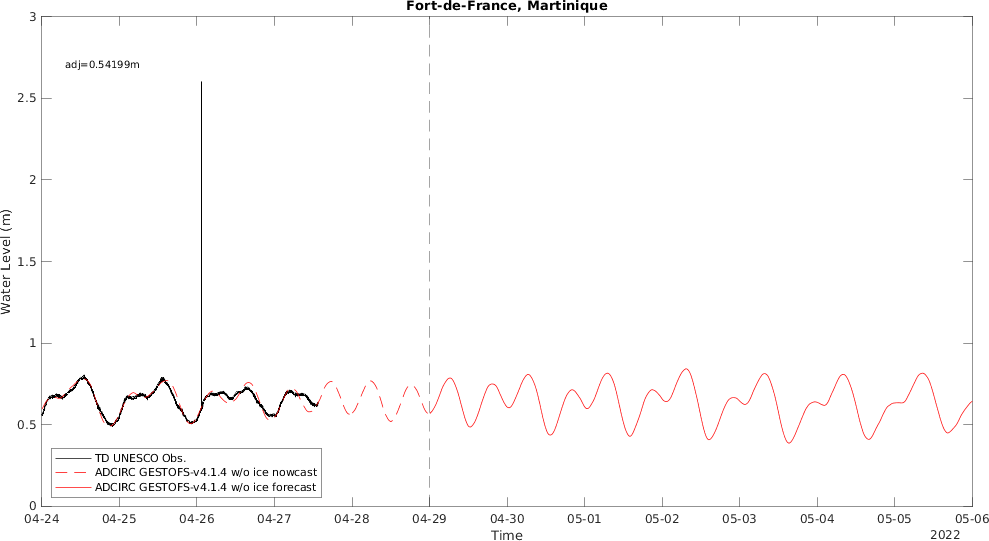 Fort-de-France, Martinique
3
adj=0.54199m
2.5
2
1.5
1
0.5
0
Water Level (m)
TD UNESCO Obs.
ADCIRC GESTOFS-v4.1.4 w/o ice nowcast
ADCIRC GESTOFS-v4.1.4 w/o ice forecast
04-24 04-25 04-26 04-27 04-28 04-29 04-30 05-01 05-02 05-03 05-04 05-05 05-06
Time
2022